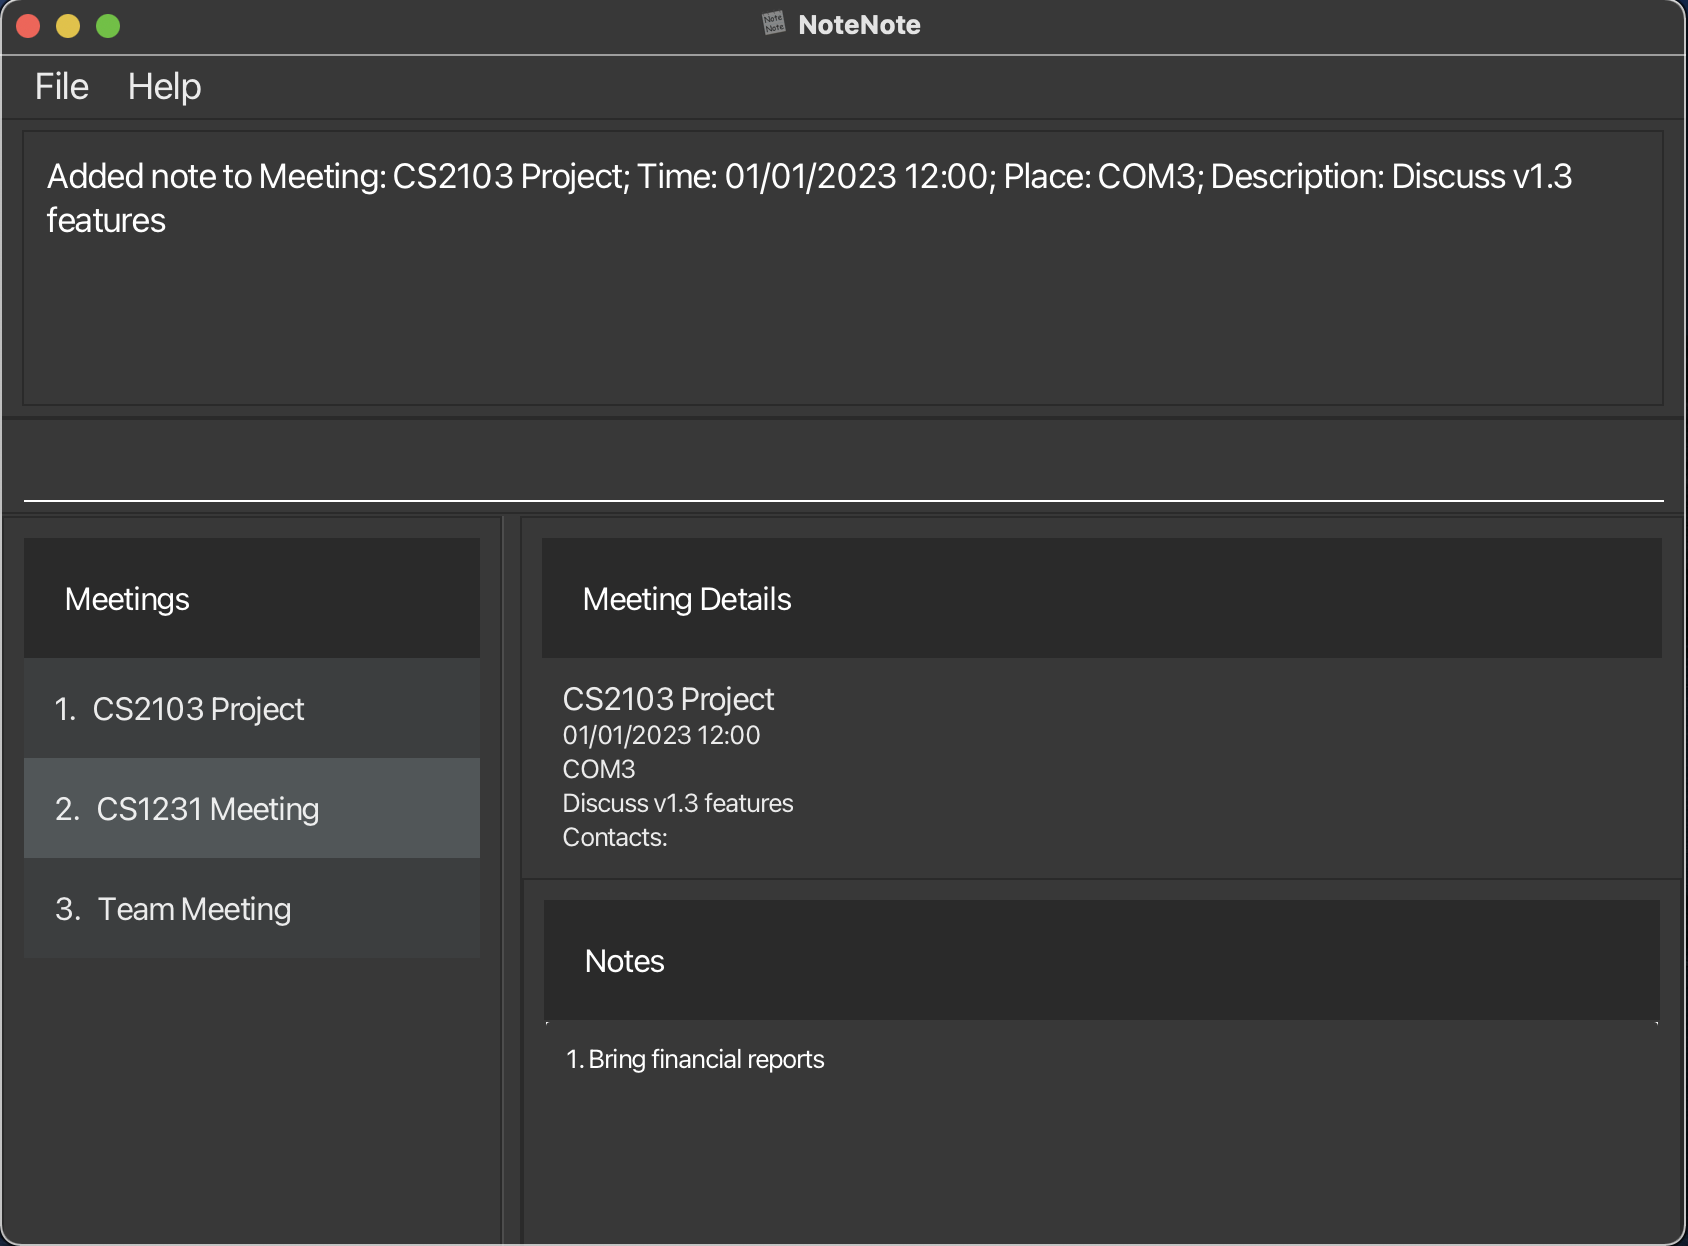 Note
Note
NoteNote
File Help
Added note to Meeting: CS2103 Project; Time: 01/01/2023 12:00; Place: COM3; Description: Discuss v1.3
features
Meetings
1. CS2103 Project
2. CS1231 Meeting
3. Team Meeting
Meeting Details
CS2103 Project
01/01/2023 12:00
COM3
Discuss v1.3 features
Contacts:
Notes
1. Bring financial reports